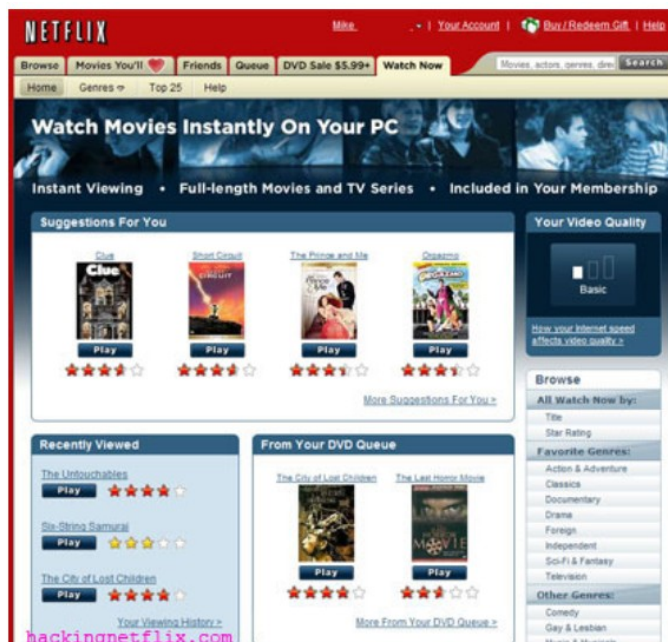 NETFLIX
Mike | Your Account | Buy / Redeem Gift | Help
Browse Movies You'll Friends Queue DVD Sale $5.99+ Watch Now Movies, actors, genres, dire Search
Home Genres Top 25 Help
Watch Movies Instantly On Your PC
Instant Viewing • Full-length Movies and TV Series • Included in Your Membership
Suggestions For You
Clue Short Circuit The Prince and Me Orgazmo
Play Play Play Play
More Suggestions For You >
Your Video Quality
Basic
How your Internet speed
affects video quality >
Recently Viewed
The Untouchables
Play
Six-String Samurai
Play
The City of Lost Children
Play
Your Viewing History >
From Your DVD Queue
The City of Lost Children The Last Horror Movie
Play Play
More From Your DVD Queue >
Browse
All Watch Now by:
Title
Star Rating
Favorite Genres:
Action & Adventure
Classics
Documentary
Drama
Foreign
Independent
Sci-Fi & Fantasy
Television
Other Genres:
Comedy
Gay & Lesbian
hackingnetflix.com